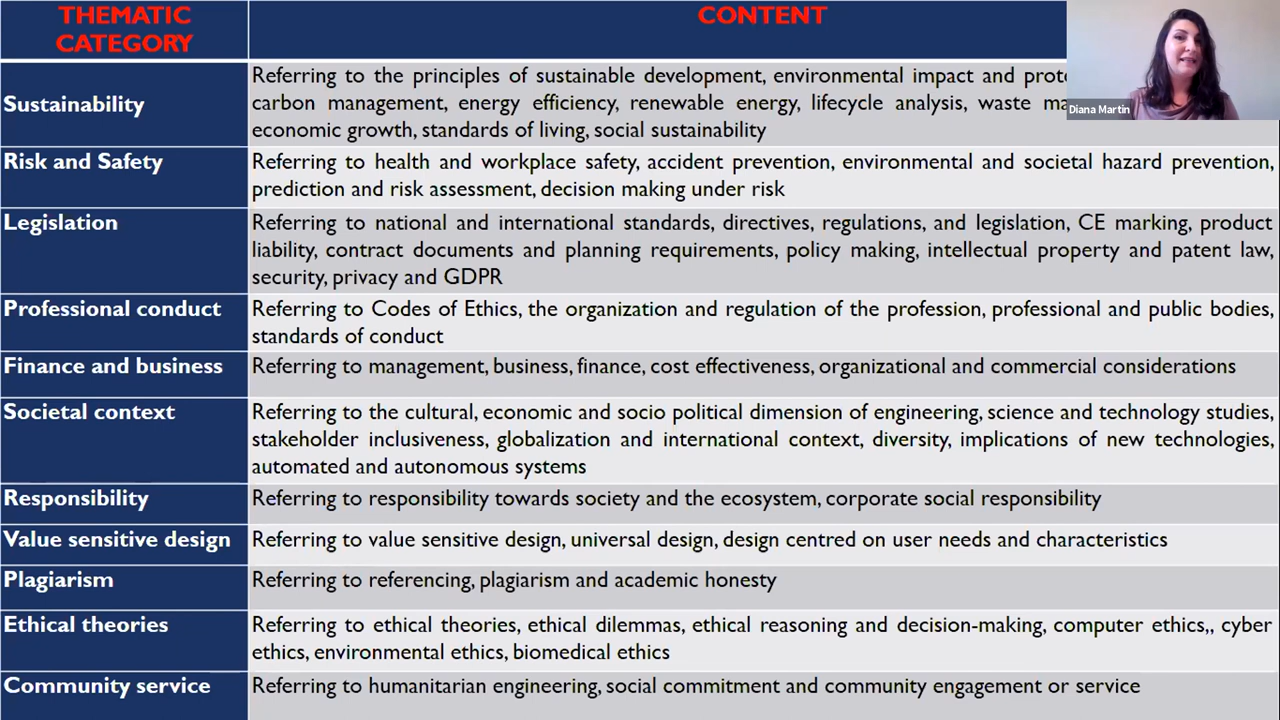 THEMATIC
CATEGORY
CONTENT
Sustainability
Referring to the principles of sustainable development, environmental impact and
carbon management, energy efficiency, renewable energy, lifecycle analysis, waste
economic growth, standards of living, social sustainability
Diana Martin
Risk and Safety
Referring to health and workplace safety, accident prevention, environmental and societal hazard prevention,
prediction and risk assessment, decision making under risk
Legislation
Referring to national and international standards, directives, regulations, and legislation, CE marking, product
liability, contract documents and planning requirements, policy making, intellectual property and patent law,
security, privacy and GDPR
Professional conduct
Referring to Codes of Ethics, the organization and regulation of the profession, professional and public bodies,
standards of conduct
Finance and business
Referring to management, business, finance, cost effectiveness, organizational and commercial considerations
Societal context
Referring to the cultural, economic and socio political dimension of engineering, science and technology studies,
stakeholder inclusiveness, globalization and international context, diversity, implications of new technologies,
automated and autonomous systems
Responsibility
Referring to responsibility towards society and the ecosystem, corporate social responsibility
Value sensitive design
Referring to value sensitive design, universal design, design centred on user needs and characteristics
Plagiarism
Referring to referencing, plagiarism and academic honesty
Ethical theories
Referring to ethical theories, ethical dilemmas, ethical reasoning and decision-making, computer ethics,, cyber
ethics, environmental ethics, biomedical ethics
Community service
Referring to humanitarian engineering, social commitment and community engagement or service